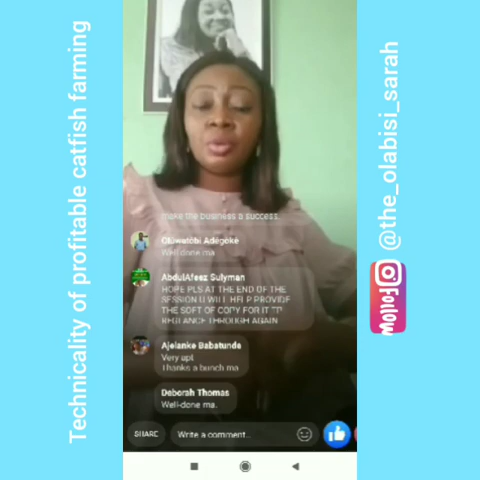 Technicality of profitable catfish farming
make the business a success.
Oluwatobi Adegoke
Well done ma
AbdulAfeez Sulyman
HOPE PLS AT THE END OF THE
SESSION U WILL HELP PROVIDE
THE SOFT OF COPY FOR IT TP
REGLANCE THROUGH AGAIN
Ajelanke Babatunde
Very apt
Thanks a bunch ma
Deborah Thomas
Well-done ma.
SHARE
Write a comment...
@the_olabisi_sarah
Follow